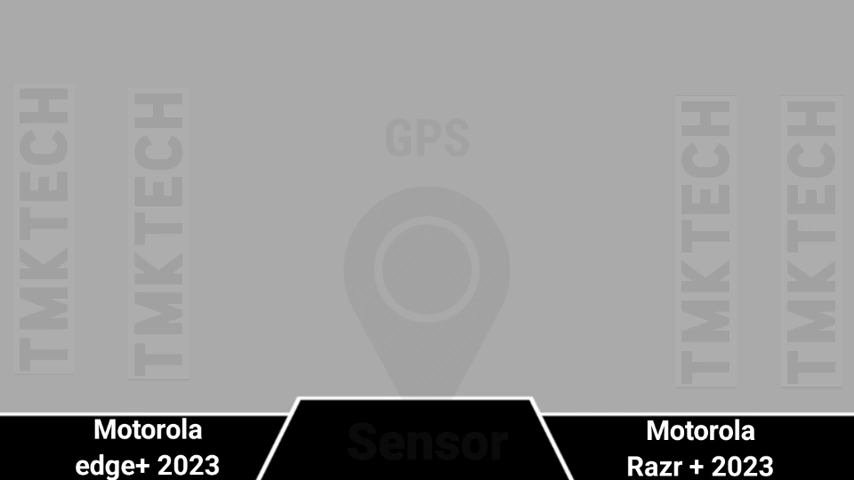 TMKTECH
TMKTECH
GPS
TMKTECH
TMKTECH
Sensor
Motorola
edge+ 2023
Motorola
Razr + 2023